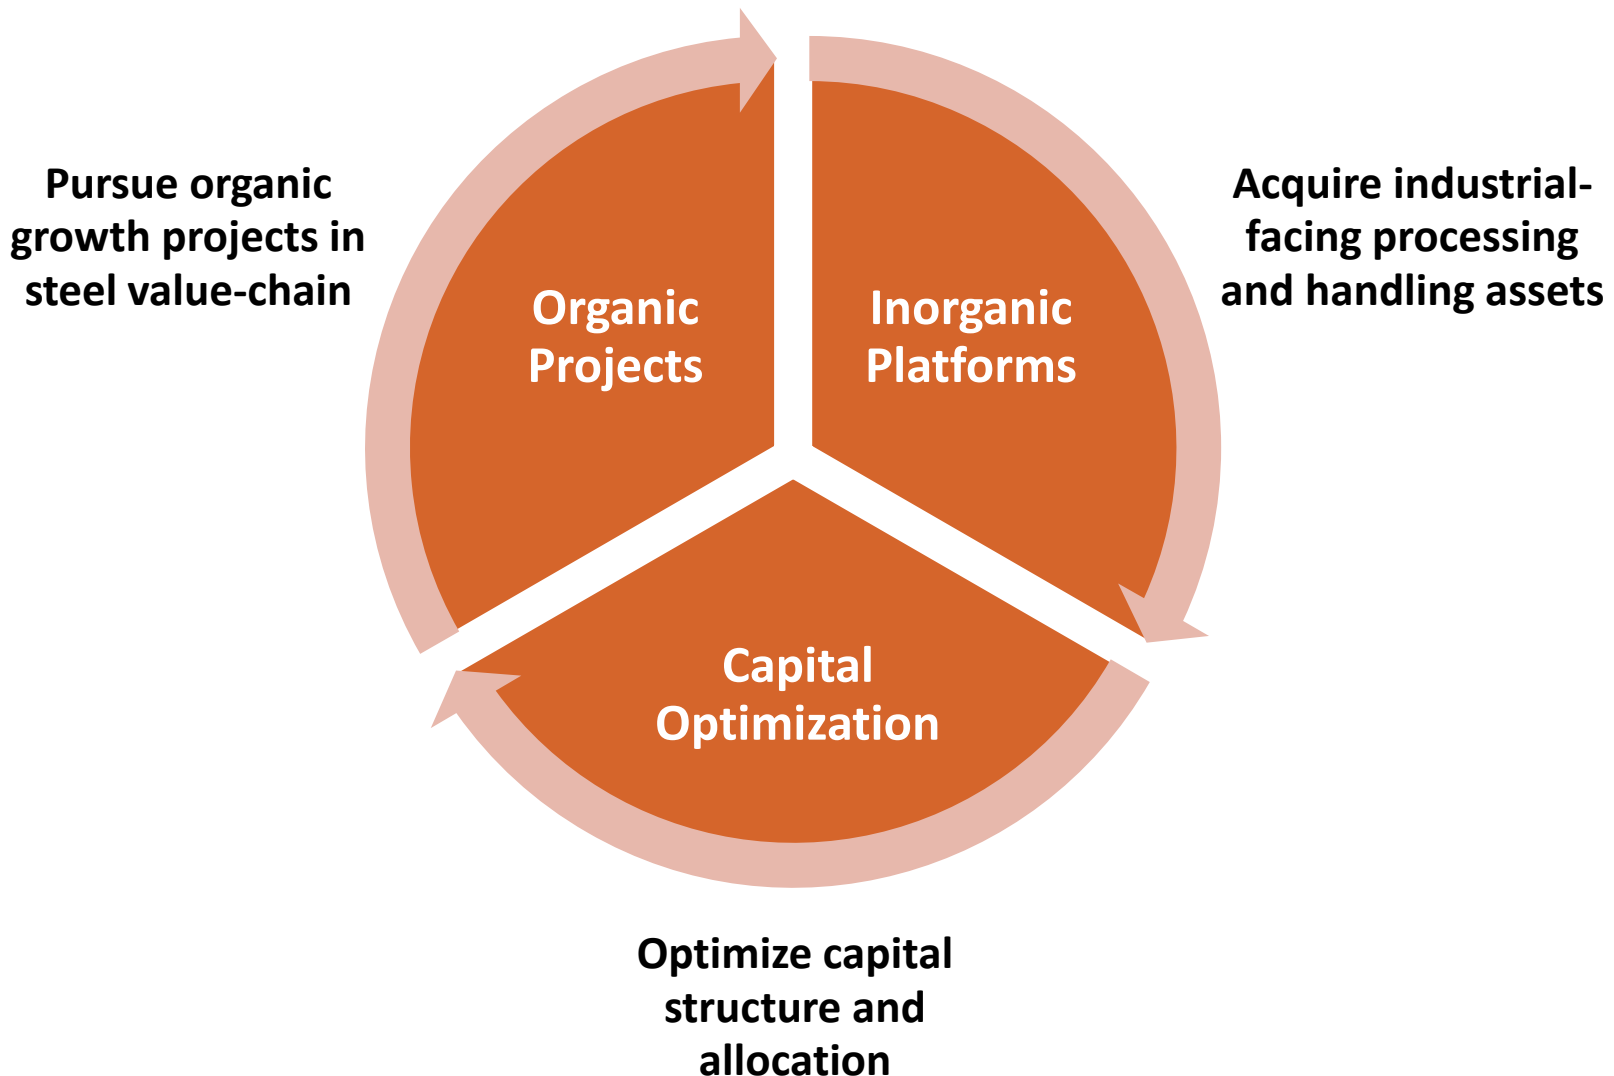 Pursue organic
growth projects in
steel value-chain
Organic
Projects
Inorganic
Platforms
Acquire industrial-
facing processing
and handling assets
Capital
Optimization
Optimize capital
structure and
allocation